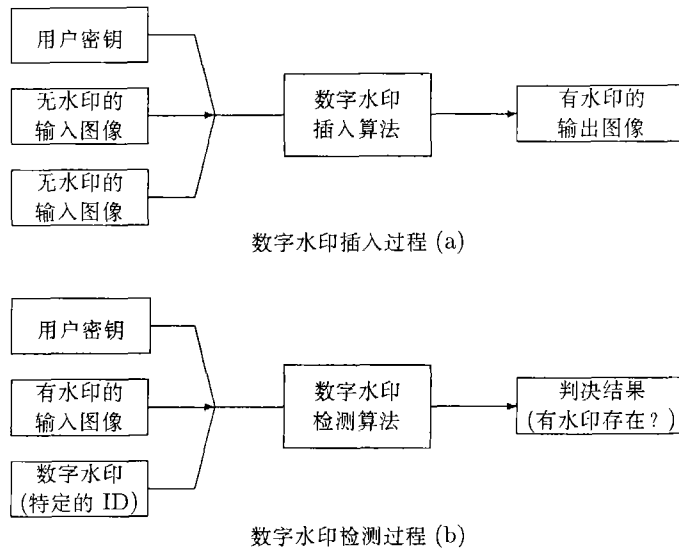 用户密钥
无水印的
输入图像
无水印的
输入图像
数字水印
插入算法
有水印的
输出图像
数字水印插入过程 (a)
用户密钥
有水印的
输入图像
数字水印
(特定的 ID)
数字水印
检测算法
判决结果
(有水印存在？)
数字水印检测过程 (b)